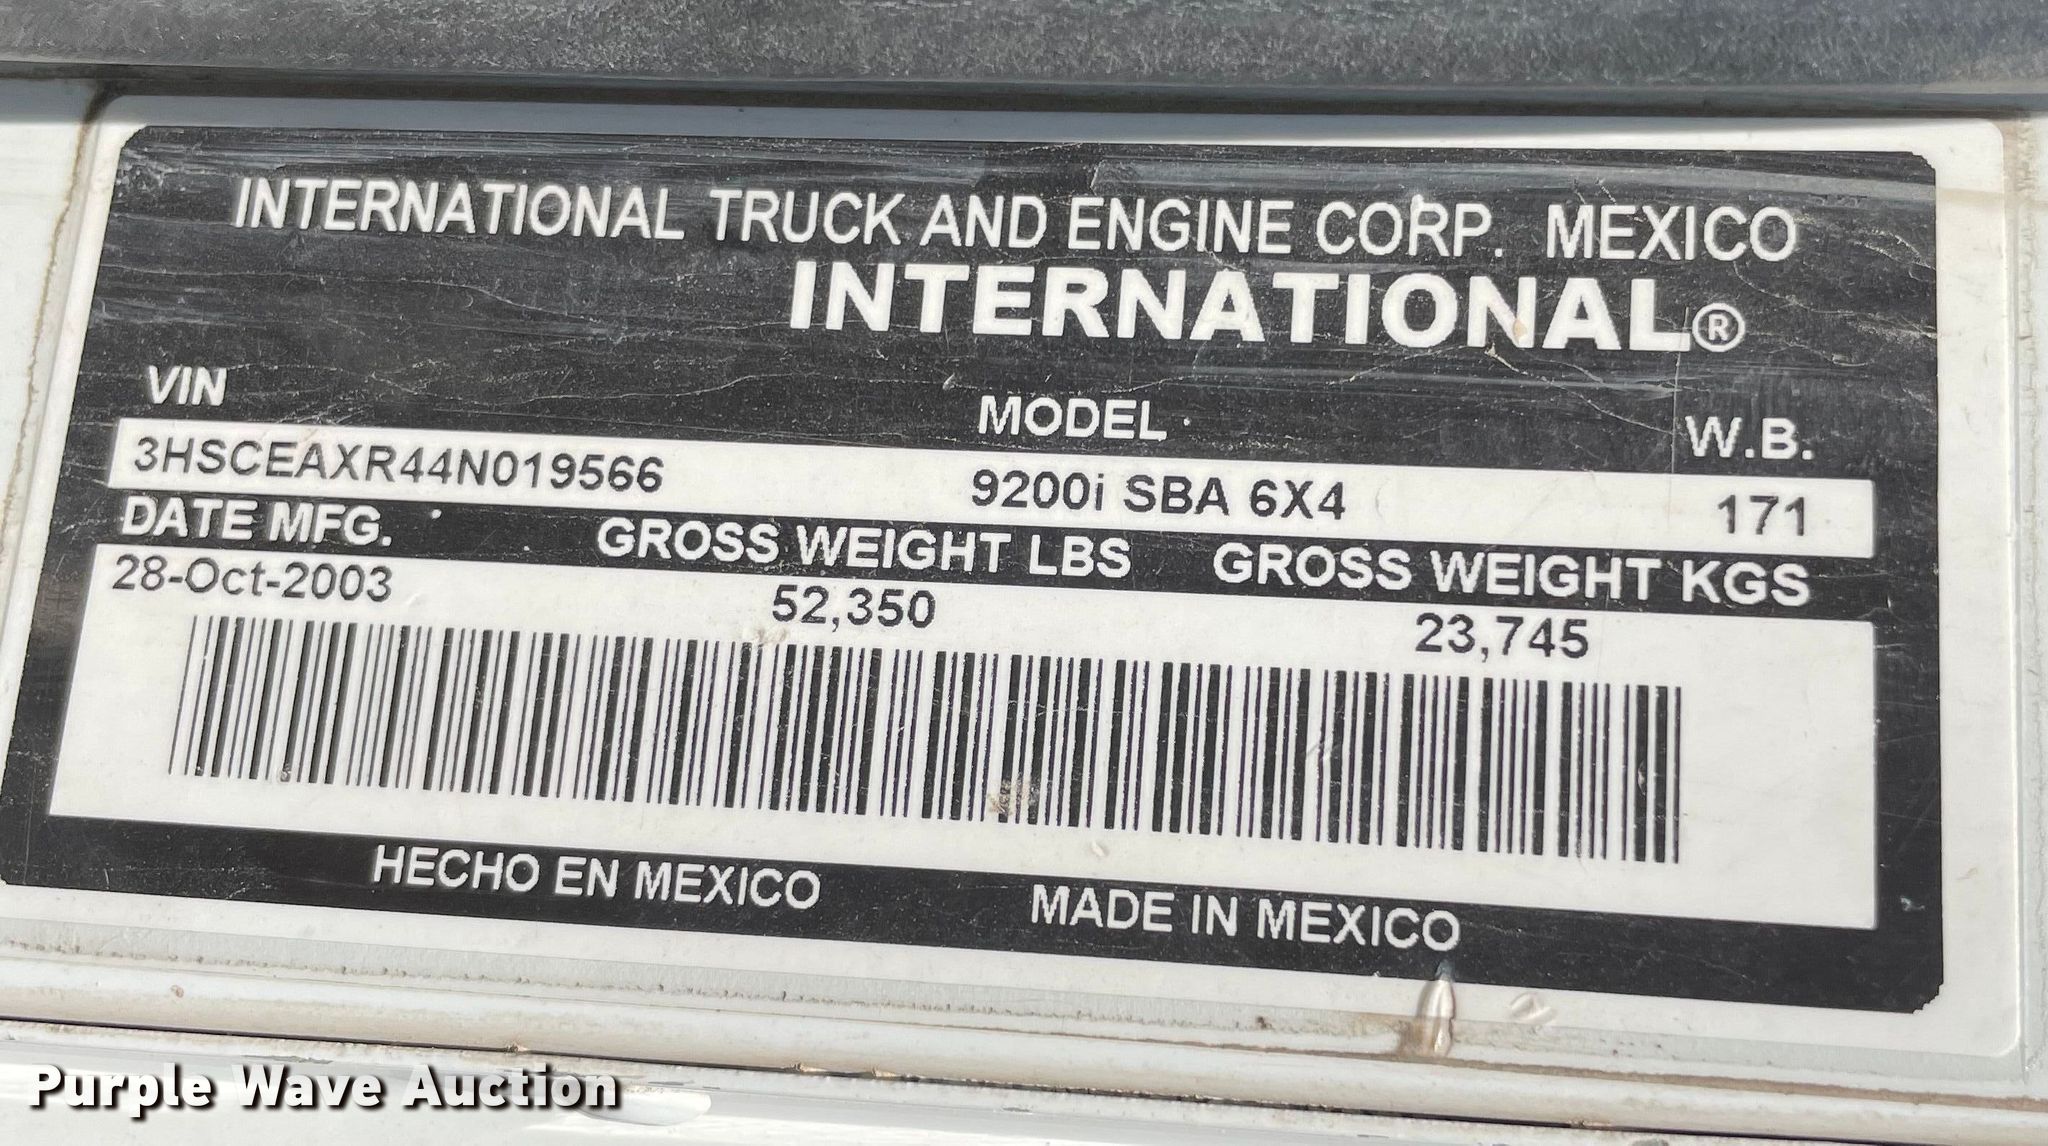 INTERNATIONAL TRUCK AND ENGINE CORP. MEXICO
INTERNATIONAL®
VIN MODEL W.B.
3HSCEAXR44N019566 9200i SBA 6X4 171
DATE MFG. GROSS WEIGHT LBS GROSS WEIGHT KGS
28-Oct-2003 52,350 23,745
HECHO EN MEXICO MADE IN MEXICO
Purple Wave Auction